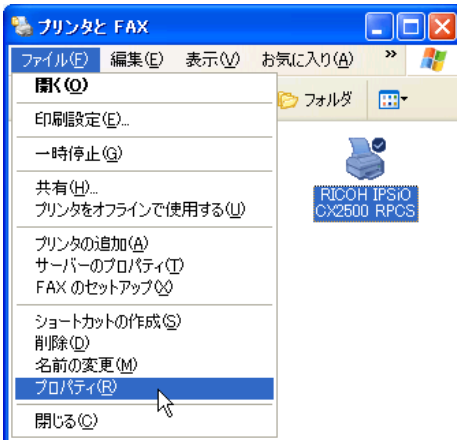 プリンタと FAX
ファイル(F) 編集(E) 表示(V) お気に入り(A) »
開く(O)
フォルダ
印刷設定(E)...
一時停止(G)
共有(H)...
プリンタをオフラインで使用する(U)
プリンタの追加(A)
サーバーのプロパティ(T)
FAX のセットアップ(X)
ショートカットの作成(S)
削除(D)
名前の変更(M)
プロパティ(R)
閉じる(C)
RICOH IPSiO
CX2500 RPCS